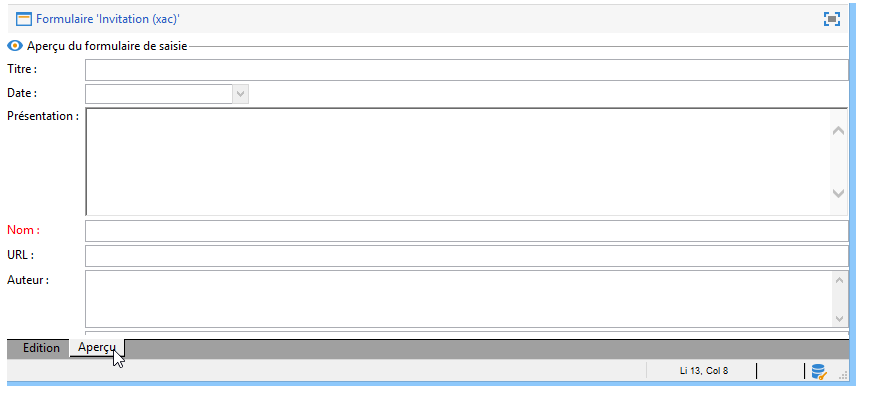 Formulaire 'Invitation (xac)'
Aperçu du formulaire de saisie
Titre :
Date :
Présentation :
Nom :
URL :
Auteur :
Edition Aperçu
Li 13, Col 8